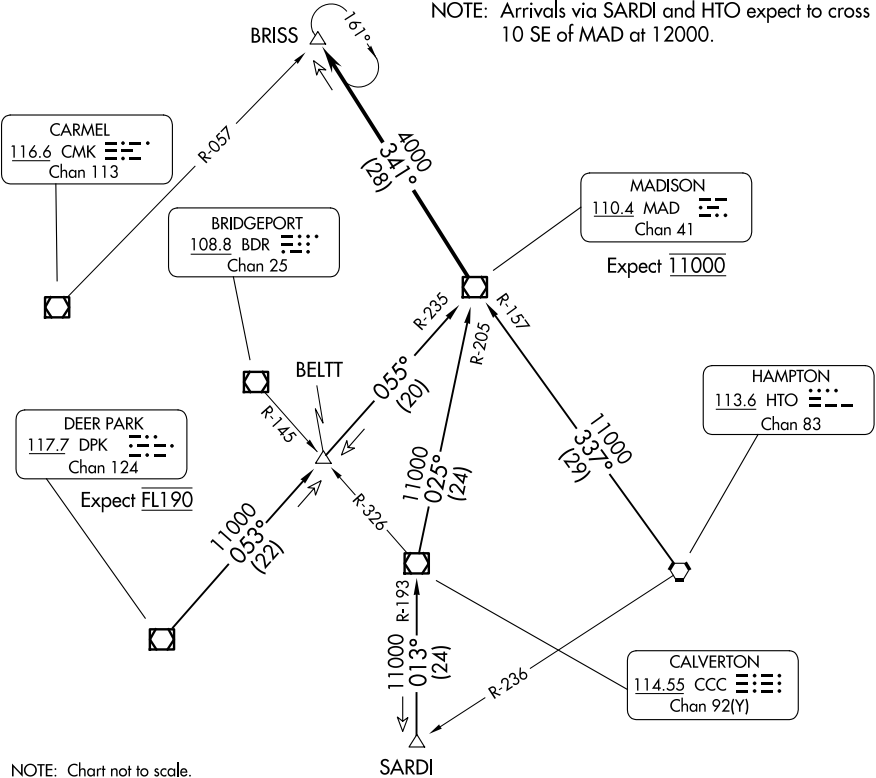 NOTE: Arrivals via SARDI and HTO expect to cross
10 SE of MAD at 12000.
BRISS
161°
R-057
CARMEL
116.6 CMK
Chan 113
4000
341°
(28)
MADISON
110.4 MAD
Chan 41
Expect 11000
BRIDGEPORT
108.8 BDR
Chan 25
R-235
R-157
R-205
BELTT
055°
(20)
R-145
HAMPTON
113.6 HTO
Chan 83
DEER PARK
117.7 DPK
Chan 124
Expect FL190
11000
337°
(29)
11000
025°
(24)
R-326
11000
053°
(22)
R-193
11000
013°
(24)
R-236
CALVERTON
114.55 CCC
Chan 92(Y)
SARDI
NOTE: Chart not to scale.